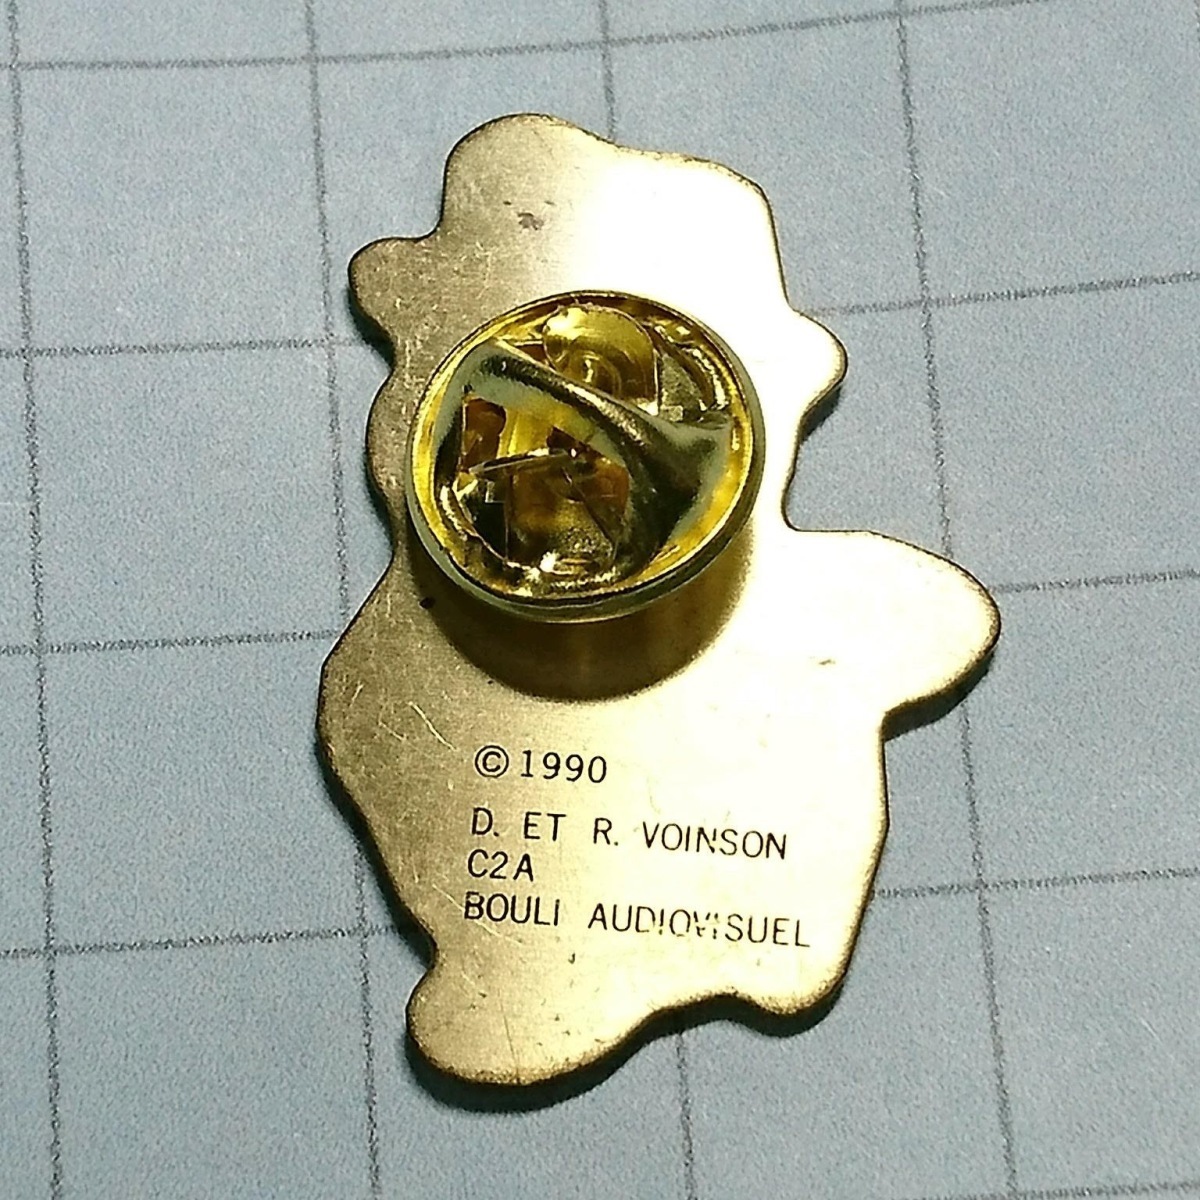 ©1990
D. ET R. VOINSON
C2A
BOULI AUDIOVISUEL